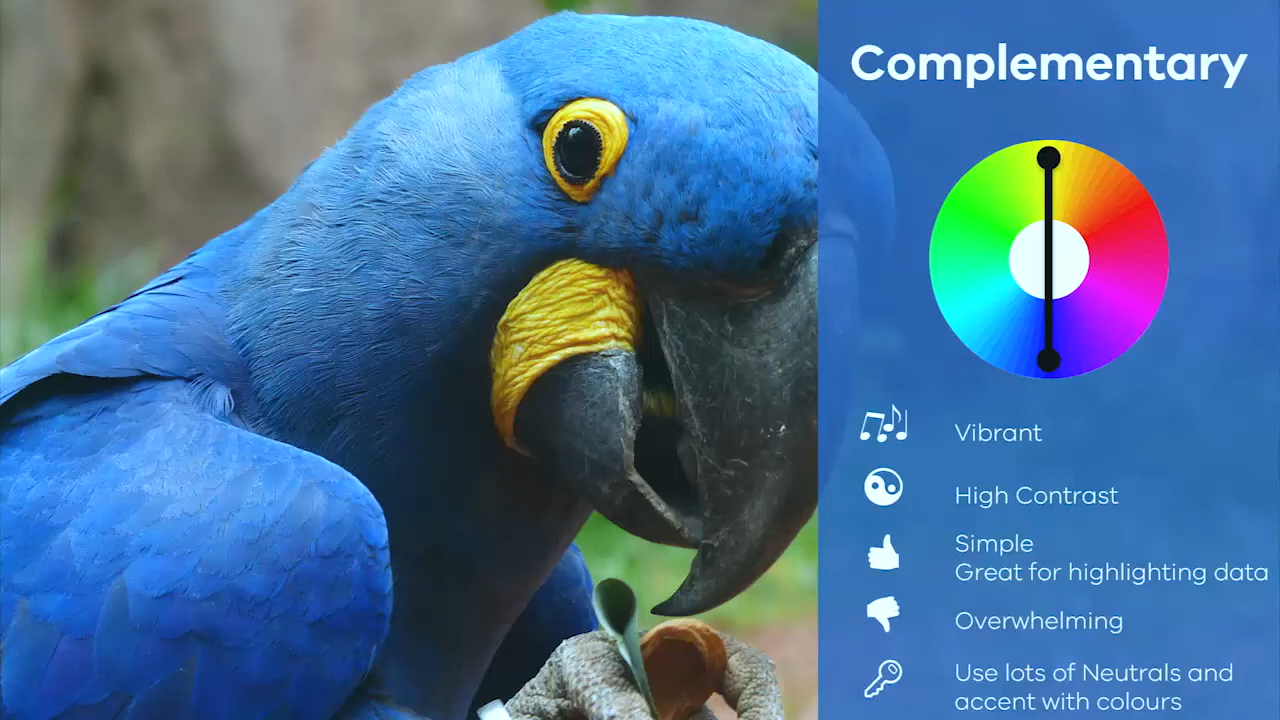 Complementary
Vibrant
High Contrast
Simple
Great for highlighting data
Overwhelming
Use lots of Neutrals and
accent with colours